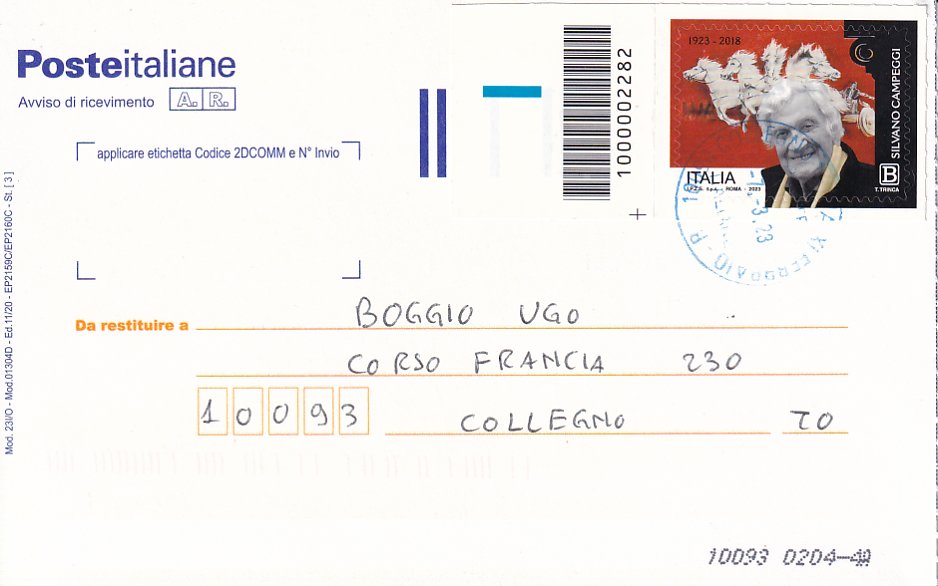 Posteitaliane
Avviso di ricevimento A.R.
applicare etichetta Codice 2DCOMM e N° Invio
1000002282
1923 - 2018
SILVANO CAMPEGGI
B
ITALIA
I.P.Z.S. S.p.A. - ROMA - 2023
T. TRINCA
Da restituire a BOGGIO UGO
CORSO FRANCIA 230
10093 COLLEGNO TO
Mod. 23I/O - Mod.01304D - Ed.11/20 - EP2159C/EP2160C - St. [3]
10093 0204-40